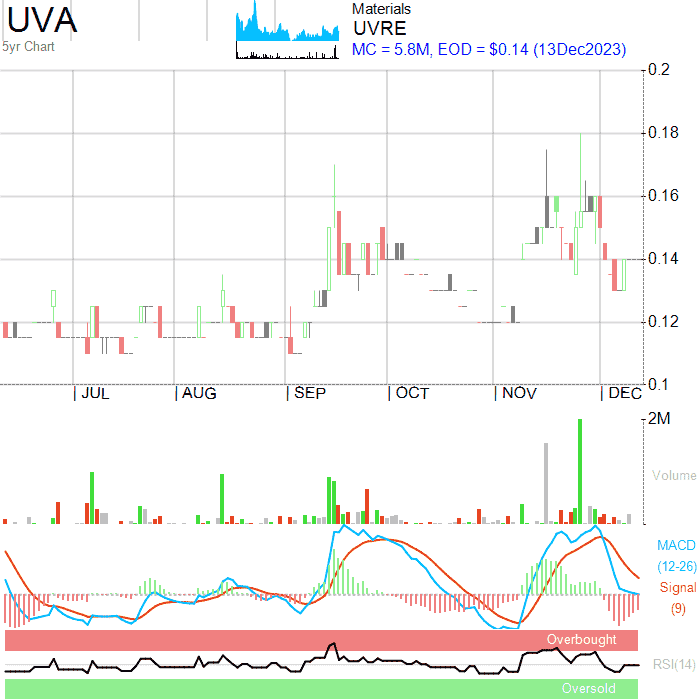 UVA
5yr Chart
Materials
UVRE
MC = 5.8M, EOD = $0.14 (13Dec2023)
0.2
0.18
0.16
0.14
0.12
0.1
JUL AUG SEP OCT NOV DEC
2M
Volume
MACD
(12-26)
Signal
(9)
Overbought
RSI(14)
Oversold